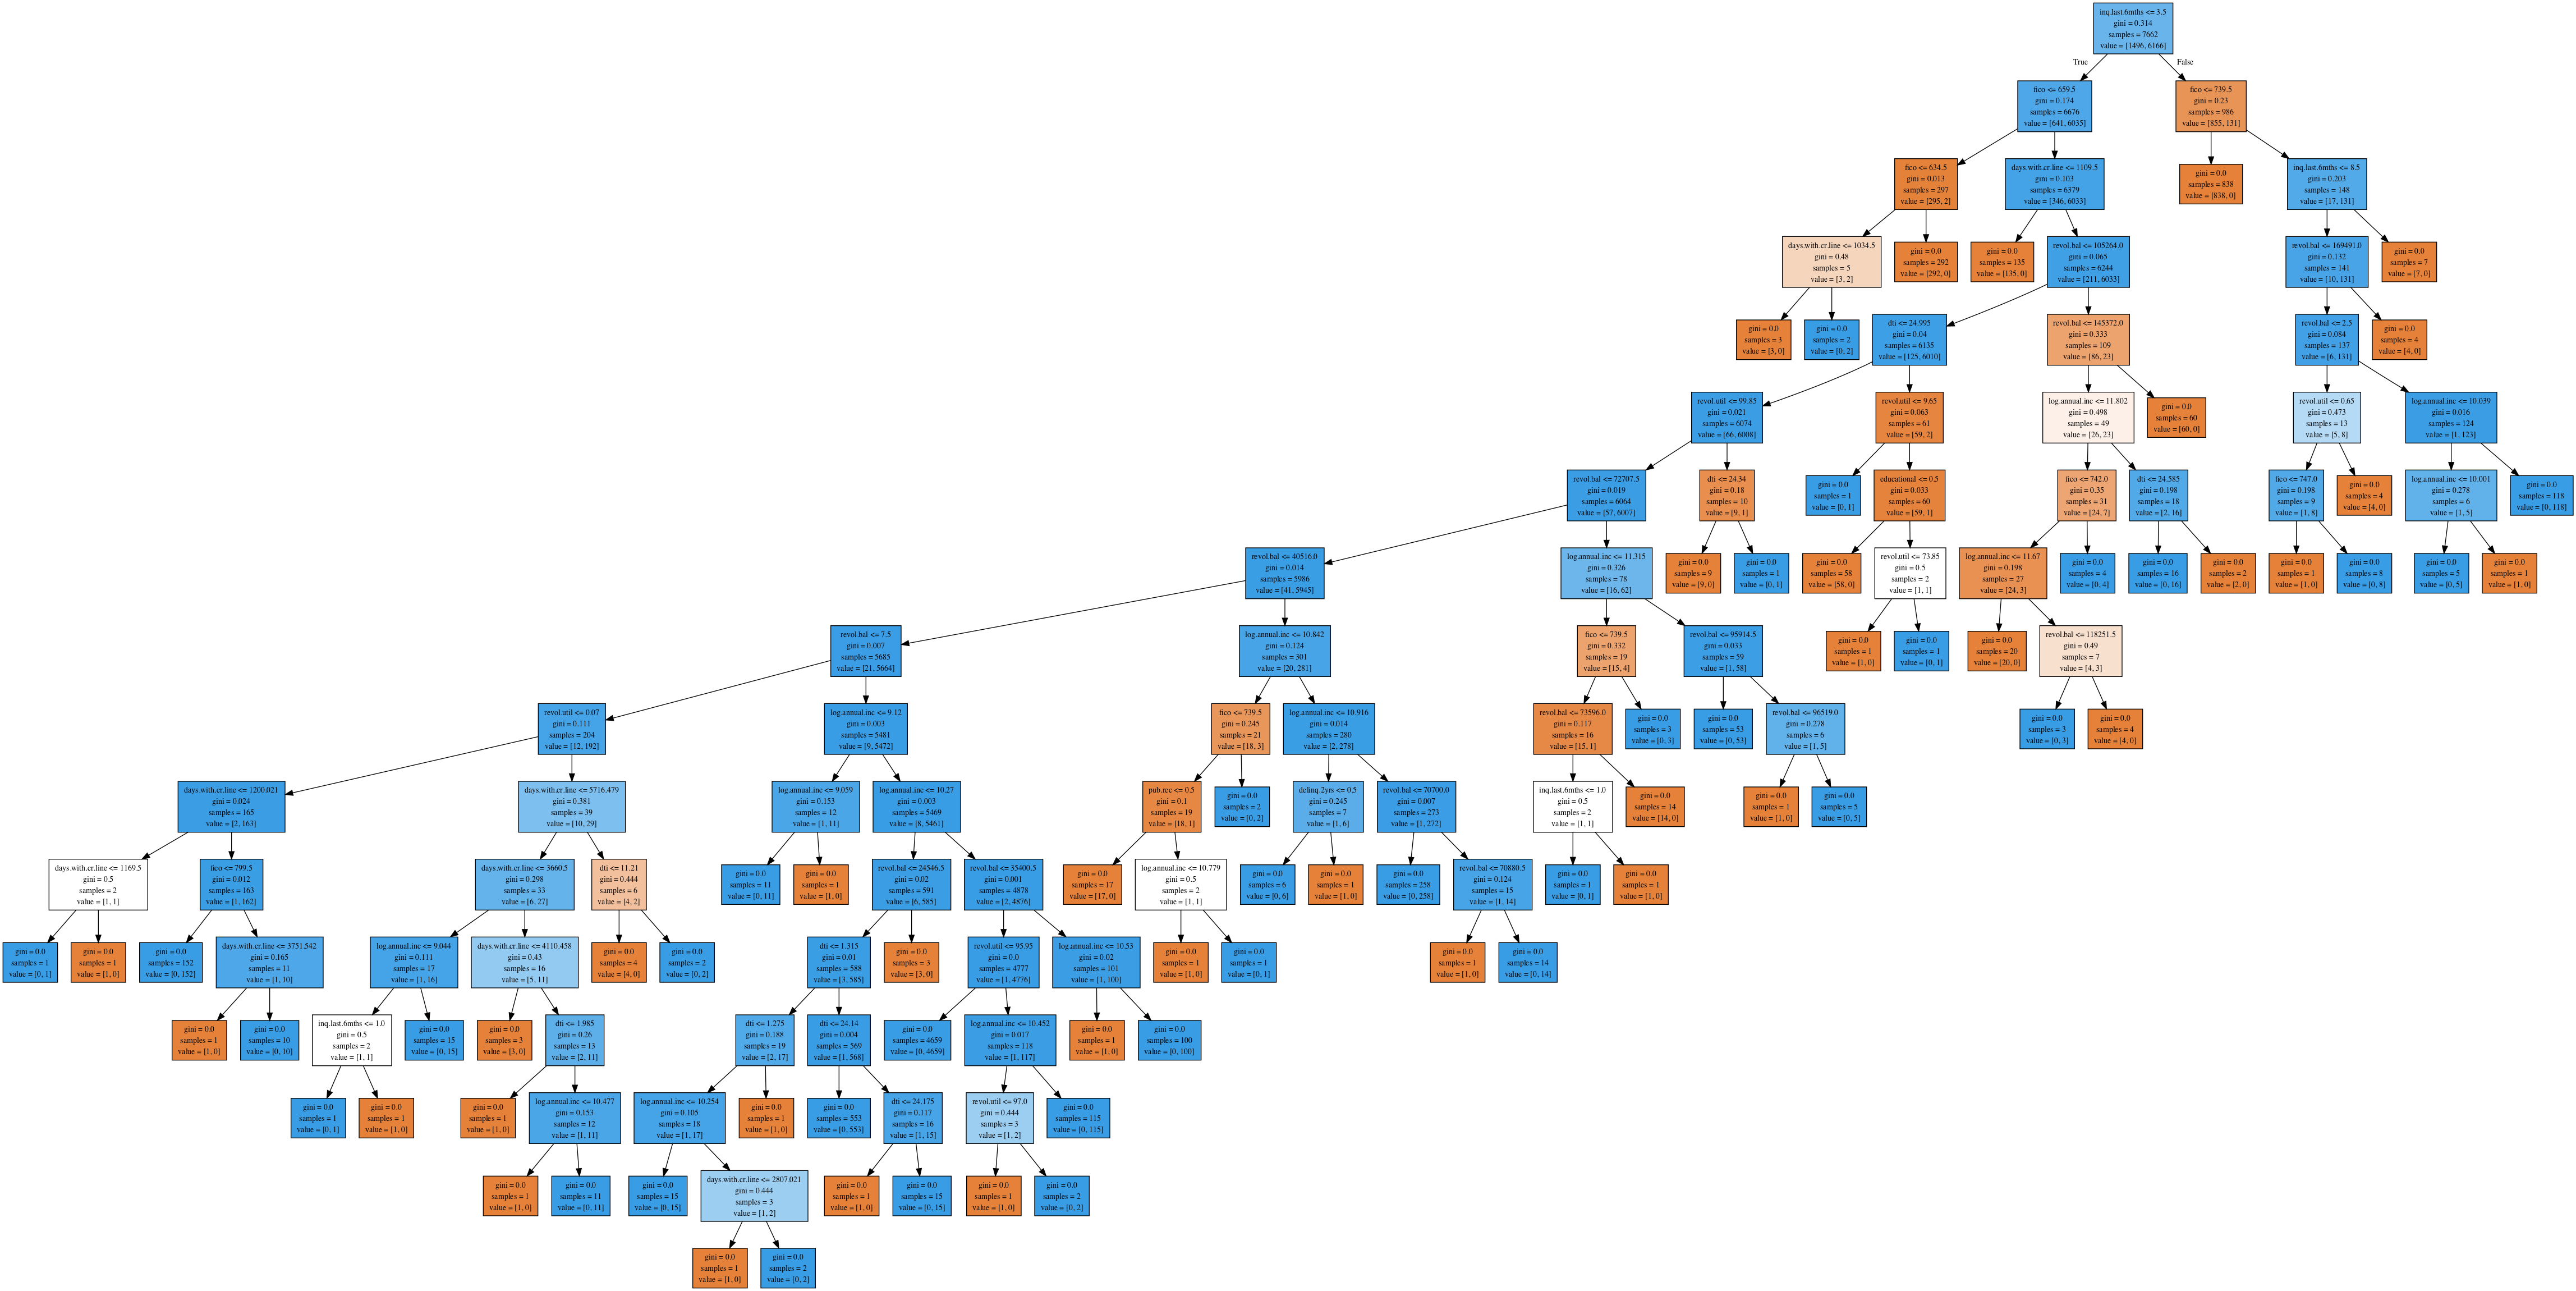 inq.last.6mths <= 3.5
gini = 0.314
samples = 7662
value = [1496, 6166]
True
False
fico <= 659.5
gini = 0.174
samples = 6676
value = [641, 6035]
fico <= 739.5
gini = 0.23
samples = 986
value = [855, 131]
fico <= 634.5
gini = 0.013
samples = 297
value = [295, 2]
days.with.cr.line <= 1109.5
gini = 0.103
samples = 6379
value = [346, 6033]
gini = 0.0
samples = 838
value = [838, 0]
inq.last.6mths <= 8.5
gini = 0.203
samples = 148
value = [17, 131]
days.with.cr.line <= 1034.5
gini = 0.48
samples = 5
value = [3, 2]
gini = 0.0
samples = 292
value = [292, 0]
gini = 0.0
samples = 135
value = [135, 0]
revol.bal <= 105264.0
gini = 0.065
samples = 6244
value = [211, 6033]
revol.bal <= 169491.0
gini = 0.132
samples = 141
value = [10, 131]
gini = 0.0
samples = 7
value = [7, 0]
gini = 0.0
samples = 3
value = [3, 0]
gini = 0.0
samples = 2
value = [0, 2]
dti <= 24.995
gini = 0.04
samples = 6135
value = [125, 6010]
revol.bal <= 145372.0
gini = 0.333
samples = 109
value = [86, 23]
revol.bal <= 2.5
gini = 0.084
samples = 137
value = [6, 131]
gini = 0.0
samples = 4
value = [4, 0]
revol.util <= 99.85
gini = 0.021
samples = 6074
value = [66, 6008]
revol.util <= 9.65
gini = 0.063
samples = 61
value = [59, 2]
log.annual.inc <= 11.802
gini = 0.498
samples = 49
value = [26, 23]
gini = 0.0
samples = 60
value = [60, 0]
revol.util <= 0.65
gini = 0.473
samples = 13
value = [5, 8]
log.annual.inc <= 10.039
gini = 0.016
samples = 124
value = [1, 123]
revol.bal <= 72707.5
gini = 0.019
samples = 6064
value = [57, 6007]
dti <= 24.34
gini = 0.18
samples = 10
value = [9, 1]
gini = 0.0
samples = 1
value = [0, 1]
educational <= 0.5
gini = 0.033
samples = 60
value = [59, 1]
fico <= 742.0
gini = 0.35
samples = 31
value = [24, 7]
dti <= 24.585
gini = 0.198
samples = 18
value = [2, 16]
fico <= 747.0
gini = 0.198
samples = 9
value = [1, 8]
gini = 0.0
samples = 4
value = [4, 0]
log.annual.inc <= 10.001
gini = 0.278
samples = 6
value = [1, 5]
gini = 0.0
samples = 118
value = [0, 118]
revol.bal <= 40516.0
gini = 0.014
samples = 5986
value = [41, 5945]
log.annual.inc <= 11.315
gini = 0.326
samples = 78
value = [16, 62]
gini = 0.0
samples = 9
value = [9, 0]
gini = 0.0
samples = 1
value = [0, 1]
gini = 0.0
samples = 58
value = [58, 0]
revol.util <= 73.85
gini = 0.5
samples = 2
value = [1, 1]
log.annual.inc <= 11.67
gini = 0.198
samples = 27
value = [24, 3]
gini = 0.0
samples = 4
value = [0, 4]
gini = 0.0
samples = 16
value = [0, 16]
gini = 0.0
samples = 2
value = [2, 0]
gini = 0.0
samples = 1
value = [1, 0]
gini = 0.0
samples = 8
value = [0, 8]
gini = 0.0
samples = 5
value = [0, 5]
gini = 0.0
samples = 1
value = [1, 0]
revol.bal <= 7.5
gini = 0.007
samples = 5685
value = [21, 5664]
log.annual.inc <= 10.842
gini = 0.124
samples = 301
value = [20, 281]
fico <= 739.5
gini = 0.332
samples = 19
value = [15, 4]
revol.bal <= 95914.5
gini = 0.033
samples = 59
value = [1, 58]
gini = 0.0
samples = 1
value = [1, 0]
gini = 0.0
samples = 1
value = [0, 1]
gini = 0.0
samples = 20
value = [20, 0]
revol.bal <= 118251.5
gini = 0.49
samples = 7
value = [4, 3]
revol.util <= 0.07
gini = 0.111
samples = 204
value = [12, 192]
log.annual.inc <= 9.12
gini = 0.003
samples = 5481
value = [9, 5472]
fico <= 739.5
gini = 0.245
samples = 21
value = [18, 3]
log.annual.inc <= 10.916
gini = 0.014
samples = 280
value = [2, 278]
revol.bal <= 73596.0
gini = 0.117
samples = 16
value = [15, 1]
gini = 0.0
samples = 3
value = [0, 3]
gini = 0.0
samples = 53
value = [0, 53]
revol.bal <= 96519.0
gini = 0.278
samples = 6
value = [1, 5]
gini = 0.0
samples = 3
value = [0, 3]
gini = 0.0
samples = 4
value = [4, 0]
days.with.cr.line <= 1200.021
gini = 0.024
samples = 165
value = [2, 163]
days.with.cr.line <= 5716.479
gini = 0.381
samples = 39
value = [10, 29]
log.annual.inc <= 9.059
gini = 0.153
samples = 12
value = [1, 11]
log.annual.inc <= 10.27
gini = 0.003
samples = 5469
value = [8, 5461]
pub.rec <= 0.5
gini = 0.1
samples = 19
value = [18, 1]
gini = 0.0
samples = 2
value = [0, 2]
delinq.2yrs <= 0.5
gini = 0.245
samples = 7
value = [1, 6]
revol.bal <= 70700.0
gini = 0.007
samples = 273
value = [1, 272]
inq.last.6mths <= 1.0
gini = 0.5
samples = 2
value = [1, 1]
gini = 0.0
samples = 14
value = [14, 0]
gini = 0.0
samples = 1
value = [1, 0]
gini = 0.0
samples = 5
value = [0, 5]
days.with.cr.line <= 1169.5
gini = 0.5
samples = 2
value = [1, 1]
fico <= 799.5
gini = 0.012
samples = 163
value = [1, 162]
days.with.cr.line <= 3660.5
gini = 0.298
samples = 33
value = [6, 27]
dti <= 11.21
gini = 0.444
samples = 6
value = [4, 2]
gini = 0.0
samples = 11
value = [0, 11]
gini = 0.0
samples = 1
value = [1, 0]
revol.bal <= 24546.5
gini = 0.02
samples = 591
value = [6, 585]
revol.bal <= 35400.5
gini = 0.001
samples = 4878
value = [2, 4876]
gini = 0.0
samples = 17
value = [17, 0]
log.annual.inc <= 10.779
gini = 0.5
samples = 2
value = [1, 1]
gini = 0.0
samples = 6
value = [0, 6]
gini = 0.0
samples = 1
value = [1, 0]
gini = 0.0
samples = 258
value = [0, 258]
revol.bal <= 70880.5
gini = 0.124
samples = 15
value = [1, 14]
gini = 0.0
samples = 1
value = [0, 1]
gini = 0.0
samples = 1
value = [1, 0]
gini = 0.0
samples = 1
value = [0, 1]
gini = 0.0
samples = 1
value = [1, 0]
gini = 0.0
samples = 152
value = [0, 152]
days.with.cr.line <= 3751.542
gini = 0.165
samples = 11
value = [1, 10]
log.annual.inc <= 9.044
gini = 0.111
samples = 17
value = [1, 16]
days.with.cr.line <= 4110.458
gini = 0.43
samples = 16
value = [5, 11]
gini = 0.0
samples = 4
value = [4, 0]
gini = 0.0
samples = 2
value = [0, 2]
dti <= 1.315
gini = 0.01
samples = 588
value = [3, 585]
gini = 0.0
samples = 3
value = [3, 0]
revol.util <= 95.95
gini = 0.0
samples = 4777
value = [1, 4776]
log.annual.inc <= 10.53
gini = 0.02
samples = 101
value = [1, 100]
gini = 0.0
samples = 1
value = [1, 0]
gini = 0.0
samples = 1
value = [0, 1]
gini = 0.0
samples = 1
value = [1, 0]
gini = 0.0
samples = 14
value = [0, 14]
gini = 0.0
samples = 1
value = [1, 0]
gini = 0.0
samples = 10
value = [0, 10]
inq.last.6mths <= 1.0
gini = 0.5
samples = 2
value = [1, 1]
gini = 0.0
samples = 15
value = [0, 15]
gini = 0.0
samples = 3
value = [3, 0]
dti <= 1.985
gini = 0.26
samples = 13
value = [2, 11]
dti <= 1.275
gini = 0.188
samples = 19
value = [2, 17]
dti <= 24.14
gini = 0.004
samples = 569
value = [1, 568]
gini = 0.0
samples = 4659
value = [0, 4659]
log.annual.inc <= 10.452
gini = 0.017
samples = 118
value = [1, 117]
gini = 0.0
samples = 1
value = [1, 0]
gini = 0.0
samples = 100
value = [0, 100]
gini = 0.0
samples = 1
value = [0, 1]
gini = 0.0
samples = 1
value = [1, 0]
gini = 0.0
samples = 1
value = [1, 0]
log.annual.inc <= 10.477
gini = 0.153
samples = 12
value = [1, 11]
log.annual.inc <= 10.254
gini = 0.105
samples = 18
value = [1, 17]
gini = 0.0
samples = 1
value = [1, 0]
gini = 0.0
samples = 553
value = [0, 553]
dti <= 24.175
gini = 0.117
samples = 16
value = [1, 15]
revol.util <= 97.0
gini = 0.444
samples = 3
value = [1, 2]
gini = 0.0
samples = 115
value = [0, 115]
gini = 0.0
samples = 1
value = [1, 0]
gini = 0.0
samples = 11
value = [0, 11]
gini = 0.0
samples = 15
value = [0, 15]
days.with.cr.line <= 2807.021
gini = 0.444
samples = 3
value = [1, 2]
gini = 0.0
samples = 1
value = [1, 0]
gini = 0.0
samples = 15
value = [0, 15]
gini = 0.0
samples = 1
value = [1, 0]
gini = 0.0
samples = 2
value = [0, 2]
gini = 0.0
samples = 1
value = [1, 0]
gini = 0.0
samples = 2
value = [0, 2]